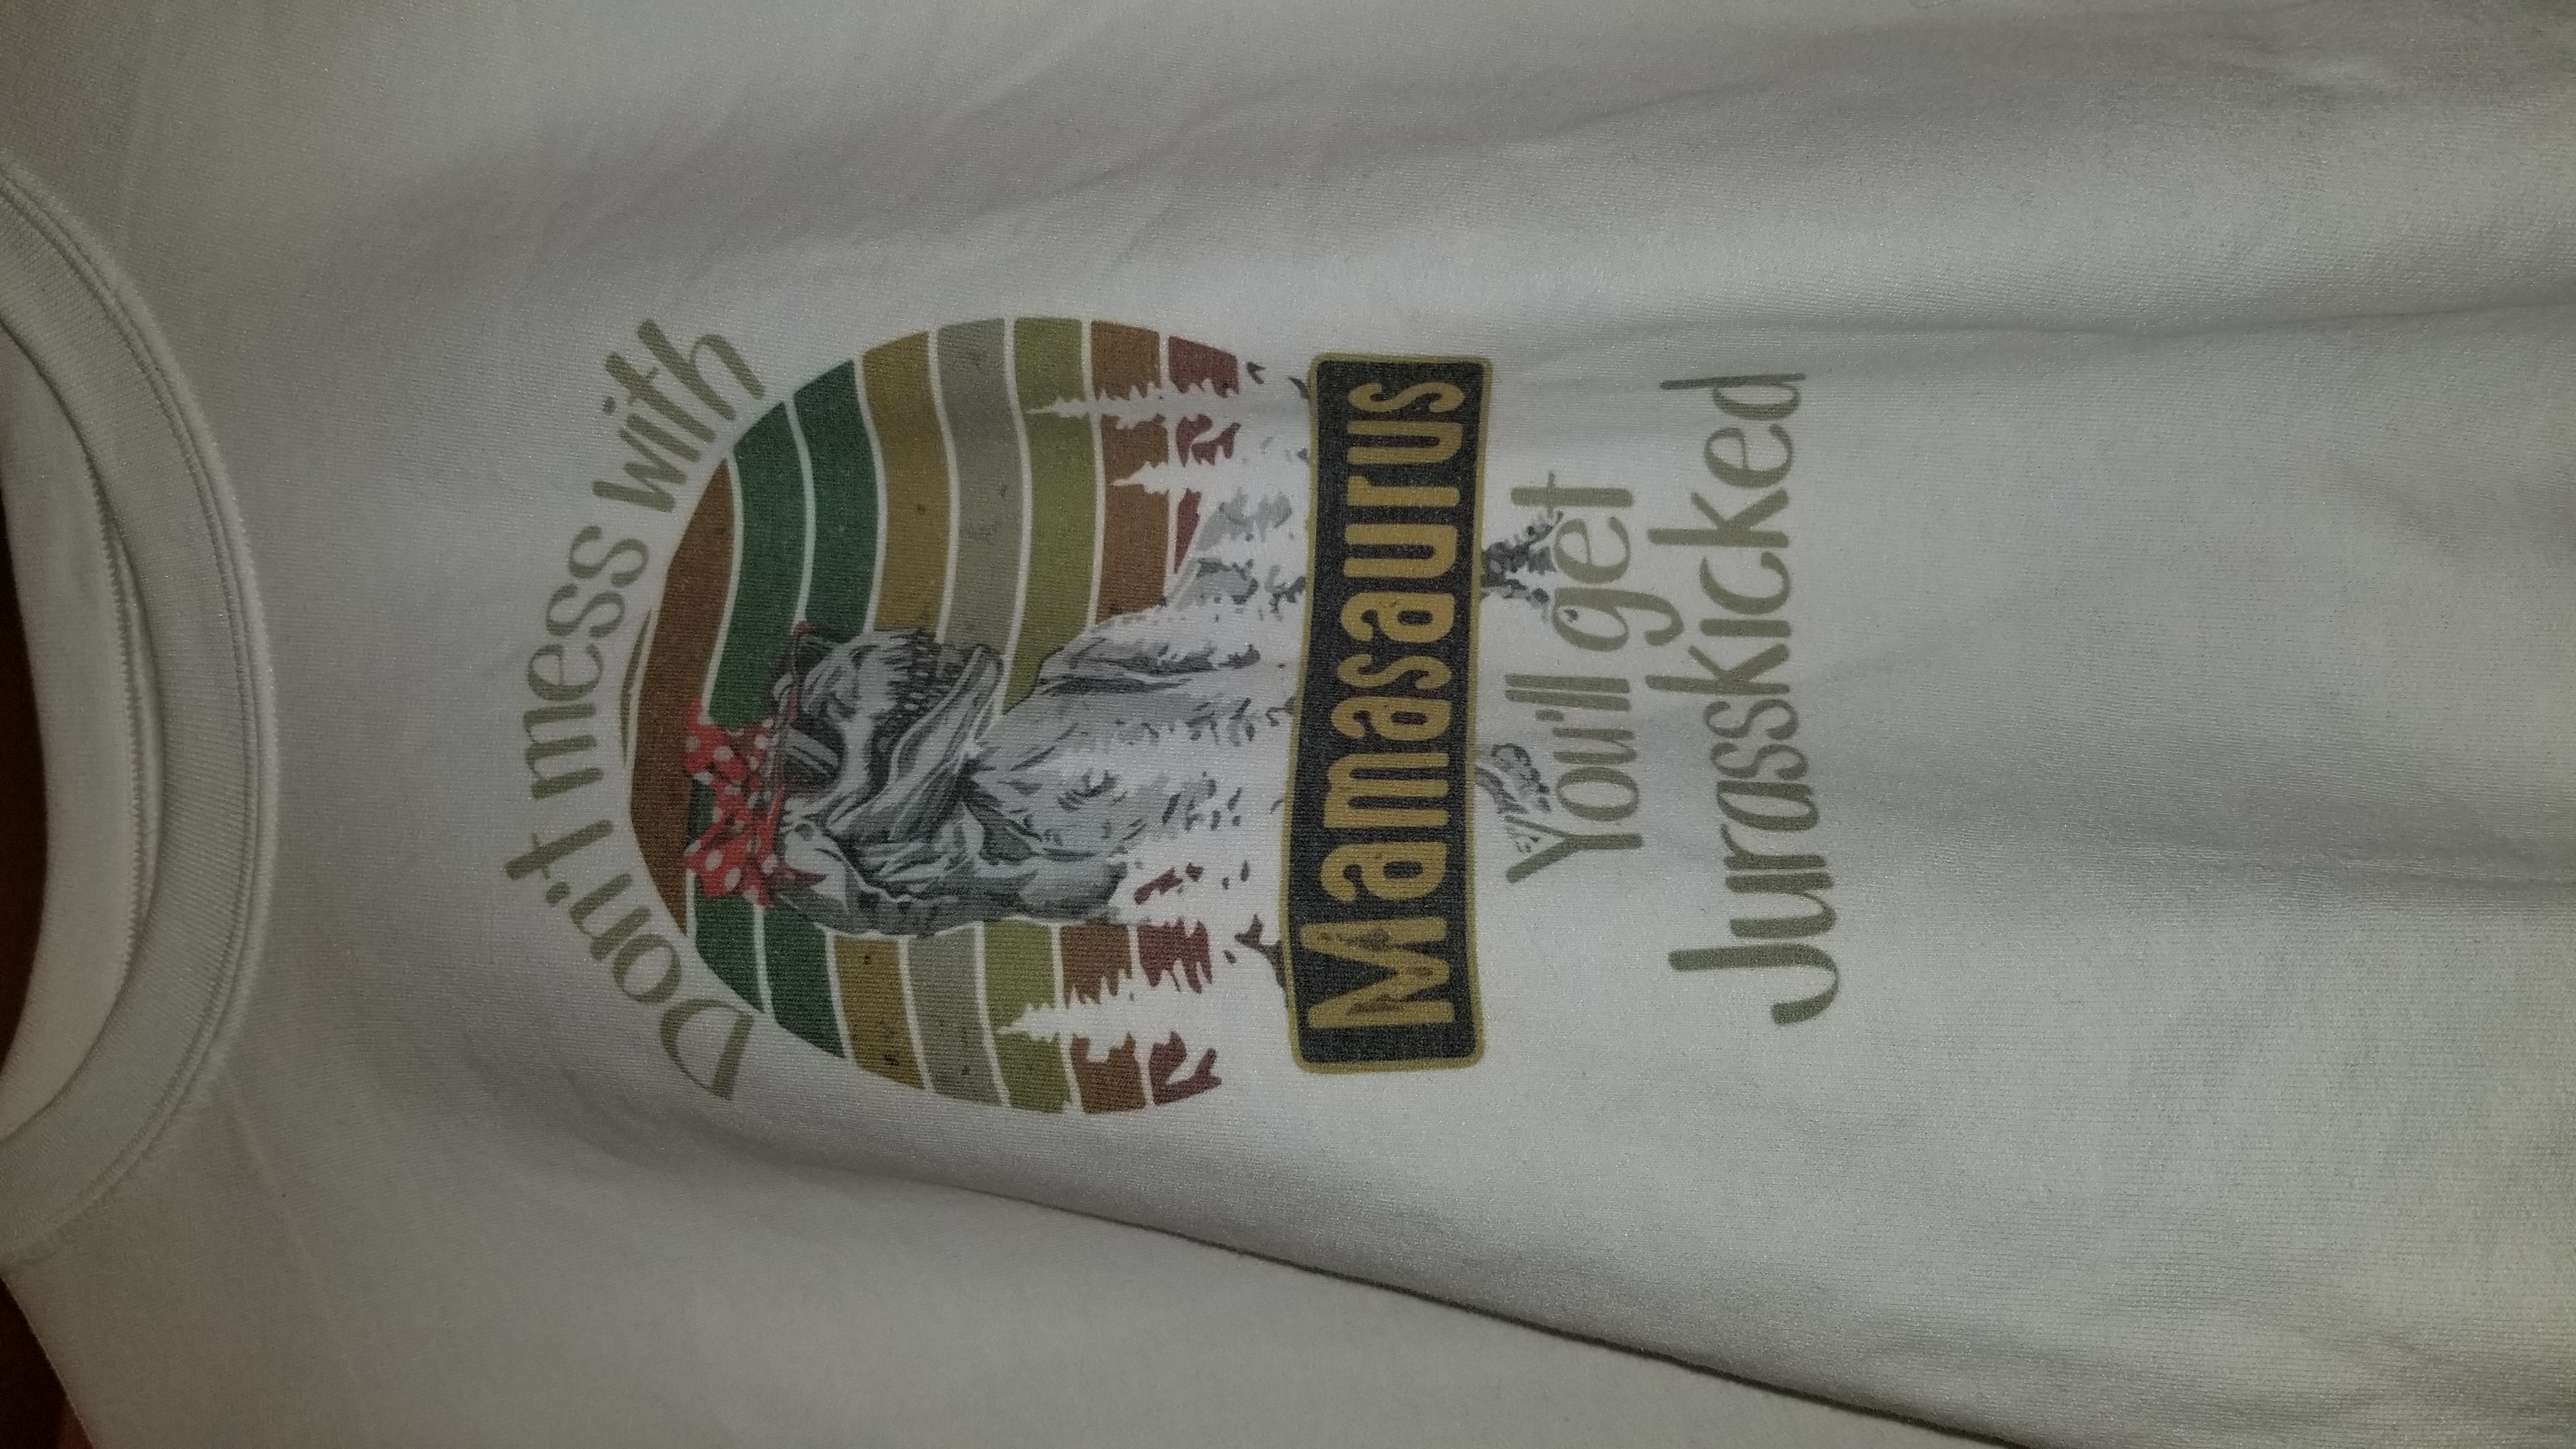 Don't mess with
Mamasaurus
You'll get
Jurasskicked